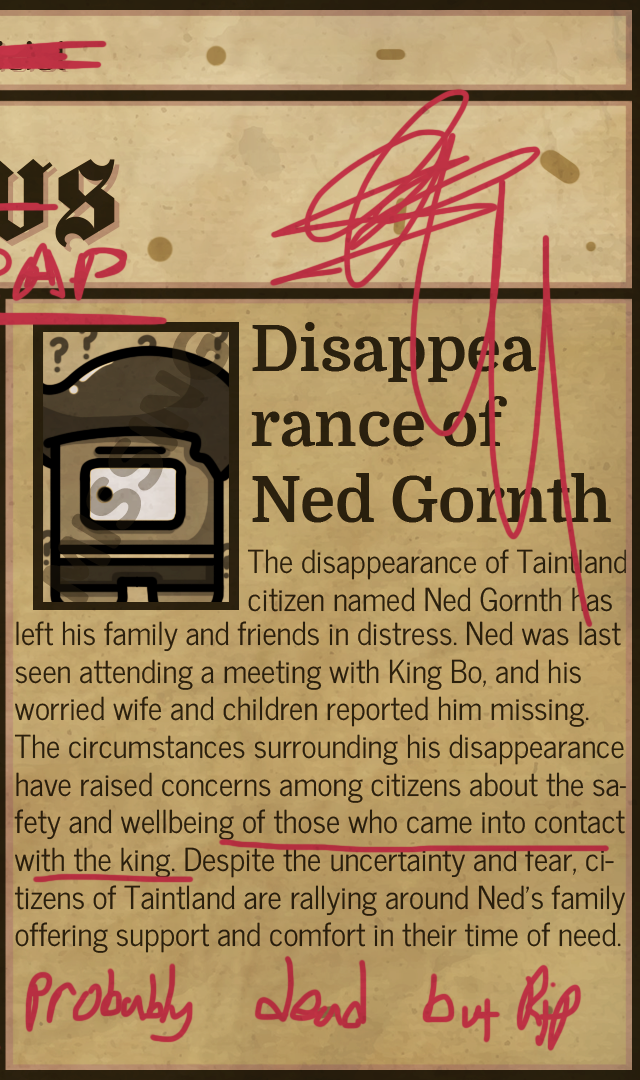 us
AP
? ? ? ?
MISSING
Disappea
rance of
Ned Gornth
The disappearance of Taintland
citizen named Ned Gornth has
left his family and friends in distress. Ned was last
seen attending a meeting with King Bo, and his
worried wife and children reported him missing.
The circumstances surrounding his disappearance
have raised concerns among citizens about the sa-
fety and wellbeing of those who came into contact
with the king. Despite the uncertainty and fear, ci-
tizens of Taintland are rallying around Ned's family
offering support and comfort in their time of need.
Probably dead but Rip